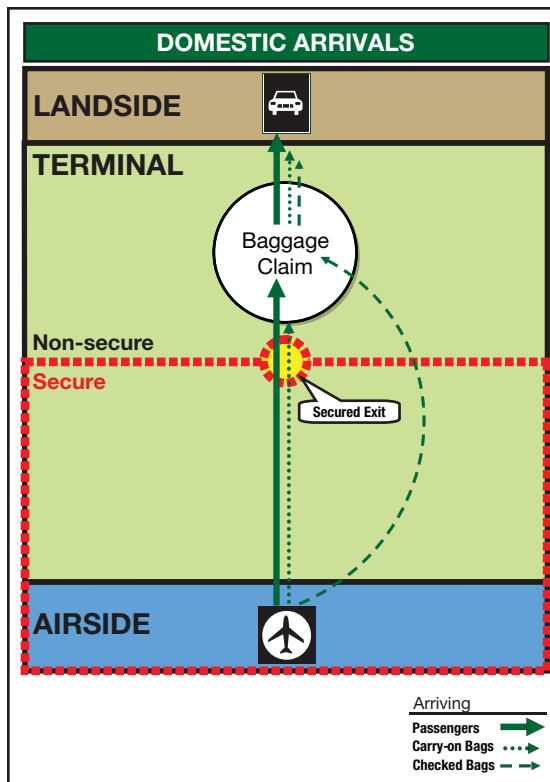 DOMESTIC ARRIVALS
LANDSIDE
TERMINAL
Baggage
Claim
Non-secure
Secure
Secured Exit
AIRSIDE
Arriving
Passengers
Carry-on Bags
Checked Bags